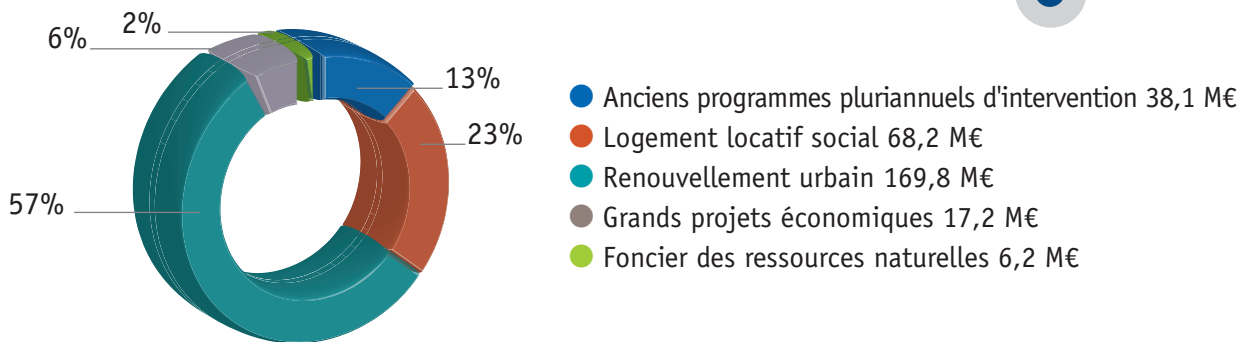 2%
6%
13%
23%
57%
Anciens programmes pluriannuels d'intervention 38,1 M€
Logement locatif social 68,2 M€
Renouvellement urbain 169,8 M€
Grands projets économiques 17,2 M€
Foncier des ressources naturelles 6,2 M€